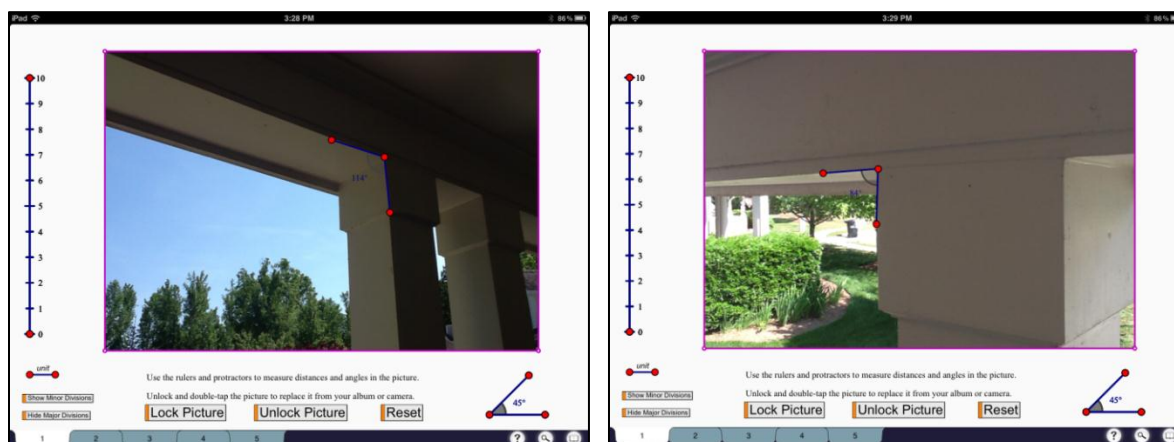 iPad
3:28 PM
86%
10
9
8
7
6
5
4
3
2
1
0
114°
unit
Use the rulers and protractors to measure distances and angles in the picture.
Unlock and double-tap the picture to replace it from your album or camera.
Show Minor Divisions
Hide Major Divisions
Lock Picture
Unlock Picture
Reset
45°
1 2 3 4 5
?
iPad
3:29 PM
86%
10
9
8
7
6
5
4
3
2
1
0
unit
Use the rulers and protractors to measure distances and angles in the picture.
Unlock and double-tap the picture to replace it from your album or camera.
Show Minor Divisions
Hide Major Divisions
Lock Picture
Unlock Picture
Reset
45°
1 2 3 4 5
?